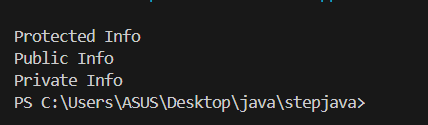 Protected Info
Public Info
Private Info
PS C:\Users\ASUS\Desktop\java\stepjava>